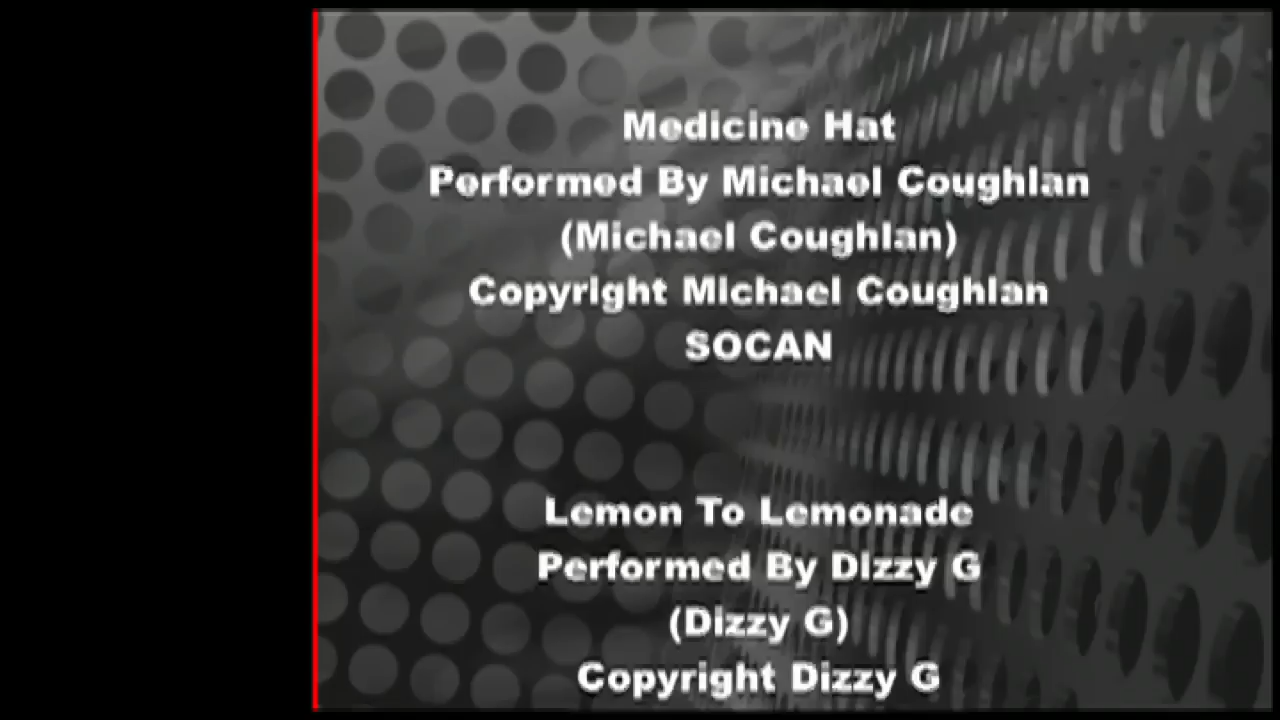 Medicine Hat
Performed By Michael Coughlan
(Michael Coughlan)
Copyright Michael Coughlan
SOCAN
Lemon To Lemonade
Performed By Dizzy G
(Dizzy G)
Copyright Dizzy G